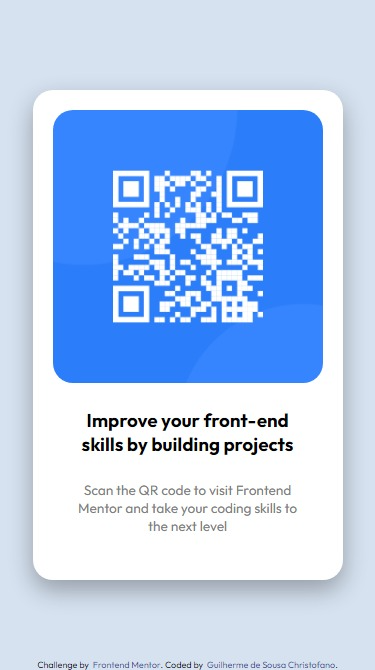 Improve your front-end
skills by building projects
Scan the QR code to visit Frontend
Mentor and take your coding skills to
the next level
Challenge by Frontend Mentor. Coded by Guilherme de Sousa Christofano.